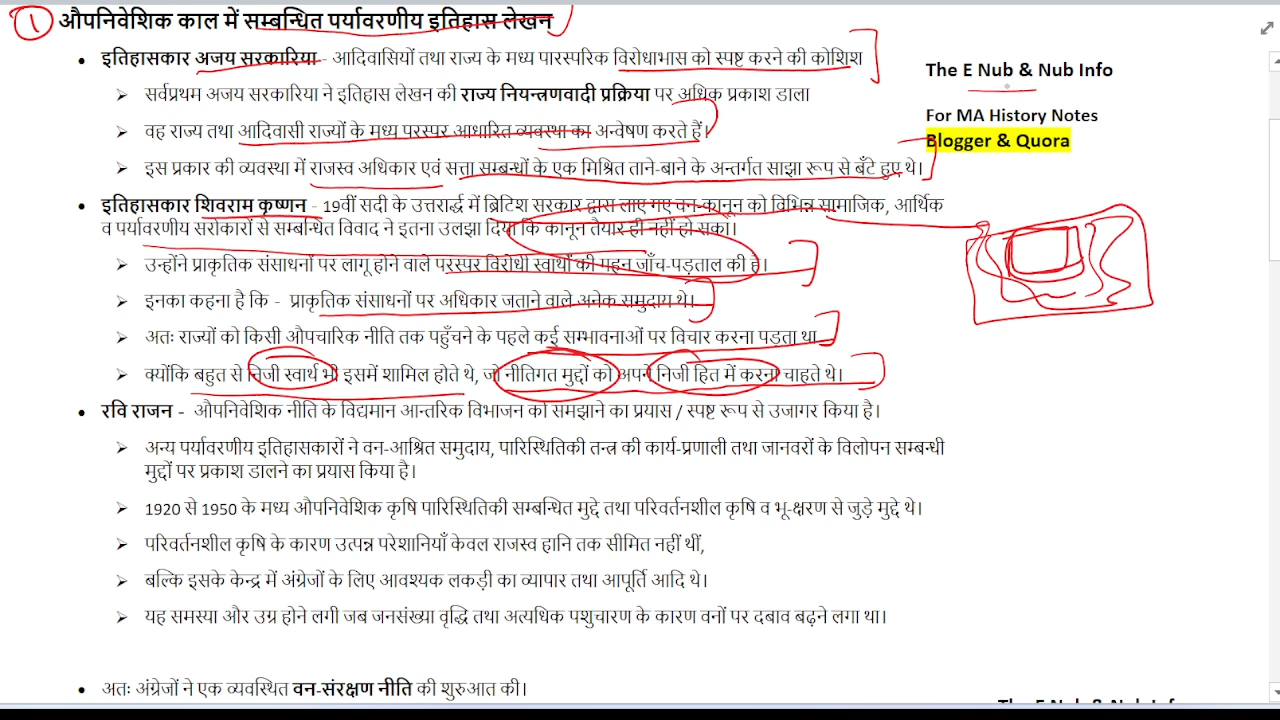 1 औपनिवेशिक काल में सम्बन्धित पर्यावरणीय इतिहास लेखन
• इतिहासकार अजय सरकारिया - आदिवासियों तथा राज्य के मध्य पारस्परिक विरोधाभास को स्पष्ट करने की कोशिश
➢ सर्वप्रथम अजय सरकारिया ने इतिहास लेखन की राज्य नियन्त्रणवादी प्रक्रिया पर अधिक प्रकाश डाला
➢ वह राज्य तथा आदिवासी राज्यों के मध्य परस्पर आधारित व्यवस्था का अन्वेषण करते हैं।
➢ इस प्रकार की व्यवस्था में राजस्व अधिकार एवं सत्ता सम्बन्धों के एक मिश्रित ताने-बाने के अन्तर्गत साझा रूप से बँटे हुए थे।
• इतिहासकार शिवराम कृष्णन - 19वीं सदी के उत्तरार्द्ध में ब्रिटिश सरकार द्वारा लाए गए वन-कानून को विभिन्न सामाजिक, आर्थिक
व पर्यावरणीय सरोकारों से सम्बन्धित विवाद ने इतना उलझा दिया कि कानून तैयार ही नहीं हो सका।
➢ उन्होंने प्राकृतिक संसाधनों पर लागू होने वाले परस्पर विरोधी स्वार्थों की गहन जाँच-पड़ताल की है।
➢ इनका कहना है कि - प्राकृतिक संसाधनों पर अधिकार जताने वाले अनेक समुदाय थे।
➢ अतः राज्यों को किसी औपचारिक नीति तक पहुँचने के पहले कई सम्भावनाओं पर विचार करना पड़ता था
➢ क्योंकि बहुत से निजी स्वार्थ भी इसमें शामिल होते थे, जो नीतिगत मुद्दों को अपने निजी हित में करना चाहते थे।
• रवि राजन - औपनिवेशिक नीति के विद्यमान आन्तरिक विभाजन को समझाने का प्रयास / स्पष्ट रूप से उजागर किया है।
➢ अन्य पर्यावरणीय इतिहासकारों ने वन-आश्रित समुदाय, पारिस्थितिकी तन्त्र की कार्य-प्रणाली तथा जानवरों के विलोपन सम्बन्धी
मुद्दों पर प्रकाश डालने का प्रयास किया है।
➢ 1920 से 1950 के मध्य औपनिवेशिक कृषि पारिस्थितिकी सम्बन्धित मुद्दे तथा परिवर्तनशील कृषि व भू-क्षरण से जुड़े मुद्दे थे।
➢ परिवर्तनशील कृषि के कारण उत्पन्न परेशानियाँ केवल राजस्व हानि तक सीमित नहीं थीं,
➢ बल्कि इसके केन्द्र में अंग्रेजों के लिए आवश्यक लकड़ी का व्यापार तथा आपूर्ति आदि थे।
➢ यह समस्या और उग्र होने लगी जब जनसंख्या वृद्धि तथा अत्यधिक पशुचारण के कारण वनों पर दबाव बढ़ने लगा था।
• अतः अंग्रेजों ने एक व्यवस्थित वन-संरक्षण नीति की शुरुआत की।
The E Nub & Nub Info
For MA History Notes
Blogger & Quora